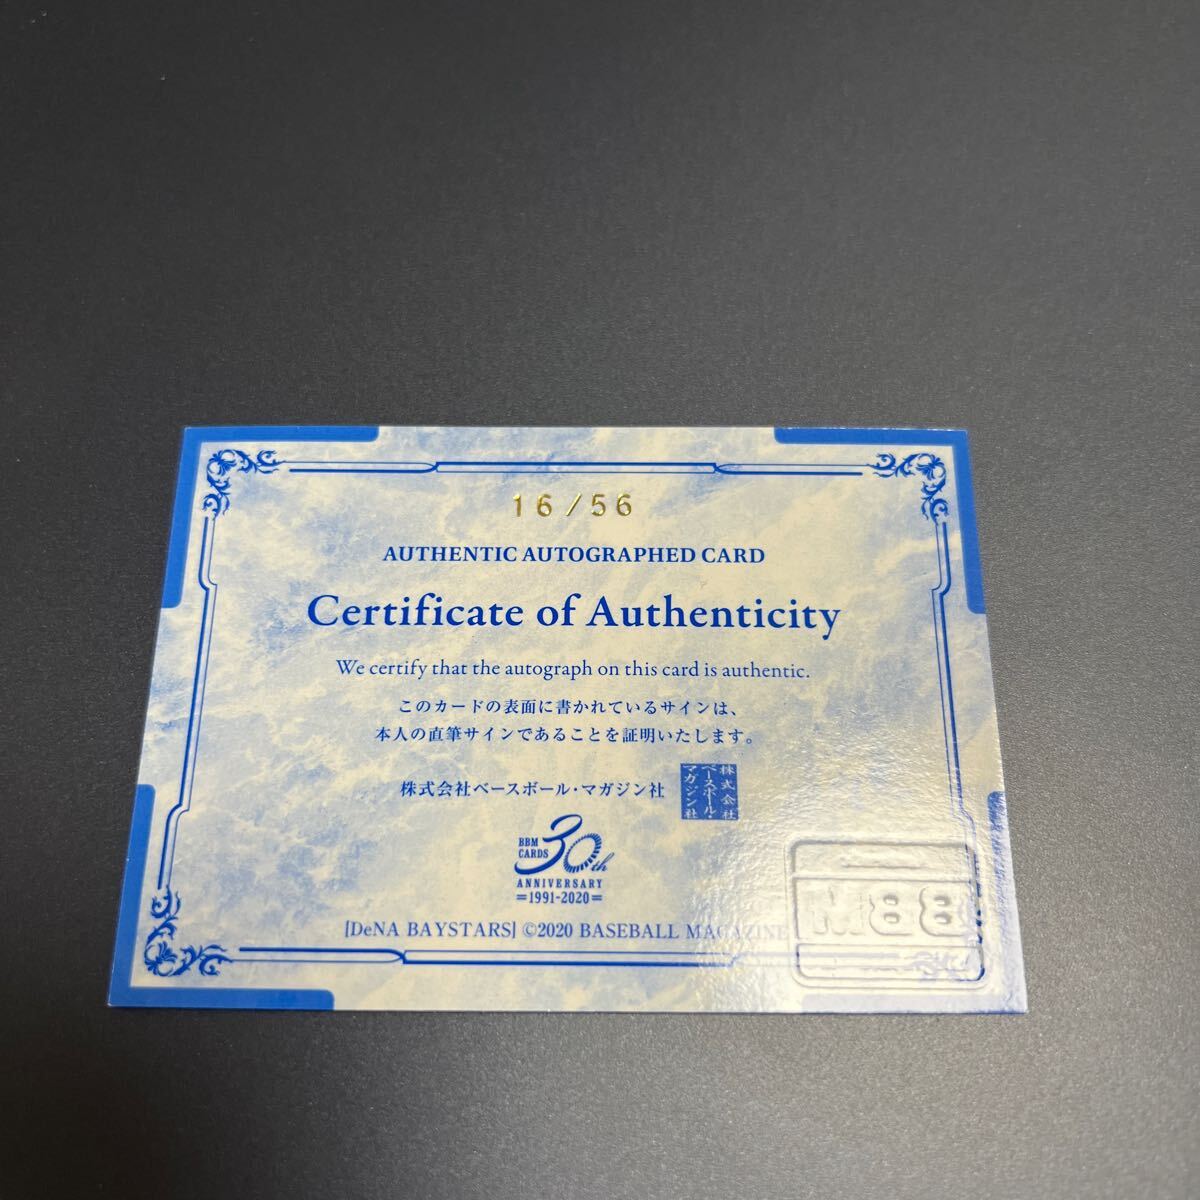 16/56
AUTHENTIC AUTOGRAPHED CARD
Certificate of Authenticity
We certify that the autograph on this card is authentic.
このカードの表面に書かれているサインは、
本人の直筆サインであることを証明いたします。
株式会社ベースボール・マガジン社
株式会社
ベースボール・
マガジン社
BBM
CARDS
30th
ANNIVERSARY
=1991-2020=
[DeNA BAYSTARS] ©2020 BASEBALL MAGAZINE
BBM